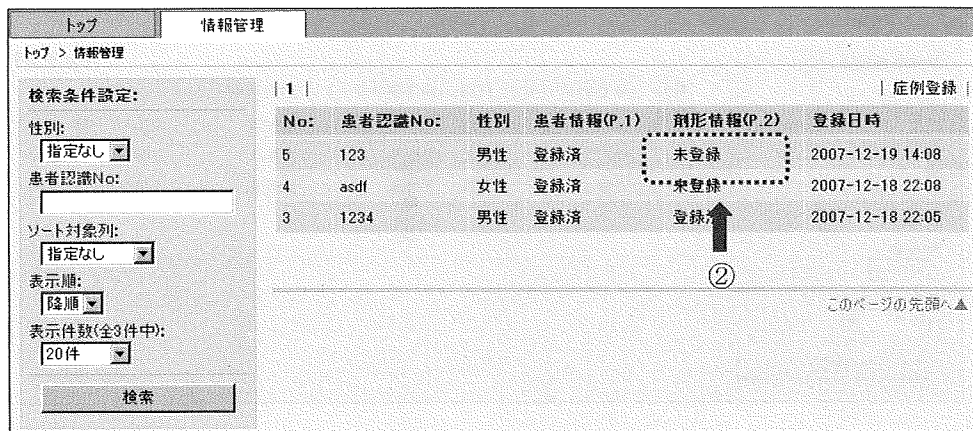 トップ 情報管理
トップ > 情報管理
検索条件設定:
性別:
指定なし
患者認識No:
ソート対象列:
指定なし
表示順:
降順
表示件数(全3件中):
20件
検索
| 1 | | 症例登録 |
No: 患者認識No: 性別 患者情報(P.1) 剤形情報(P.2) 登録日時
5 123 男性 登録済 未登録 2007-12-19 14:08
4 asdf 女性 登録済 未登録 2007-12-18 22:08
3 1234 男性 登録済 登録済 2007-12-18 22:05
②
このページの先頭へ▲